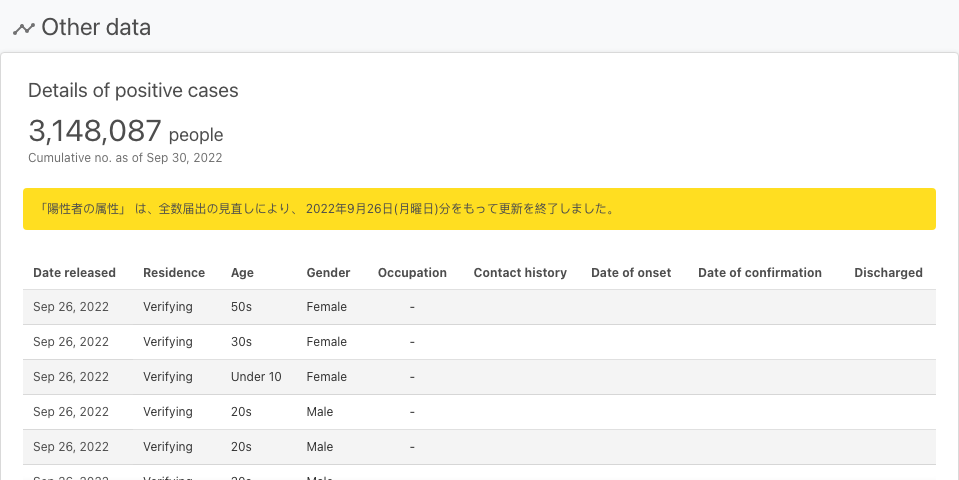 Other data
Details of positive cases
3,148,087 people
Cumulative no. as of Sep 30, 2022
「陽性者の属性」 は、全数届出の見直しにより、 2022年9月26日(月曜日)分をもって更新を終了しました。
Date released Residence Age Gender Occupation Contact history Date of onset Date of confirmation Discharged
Sep 26, 2022 Verifying 50s Female -
Sep 26, 2022 Verifying 30s Female -
Sep 26, 2022 Verifying Under 10 Female -
Sep 26, 2022 Verifying 20s Male -
Sep 26, 2022 Verifying 20s Male -